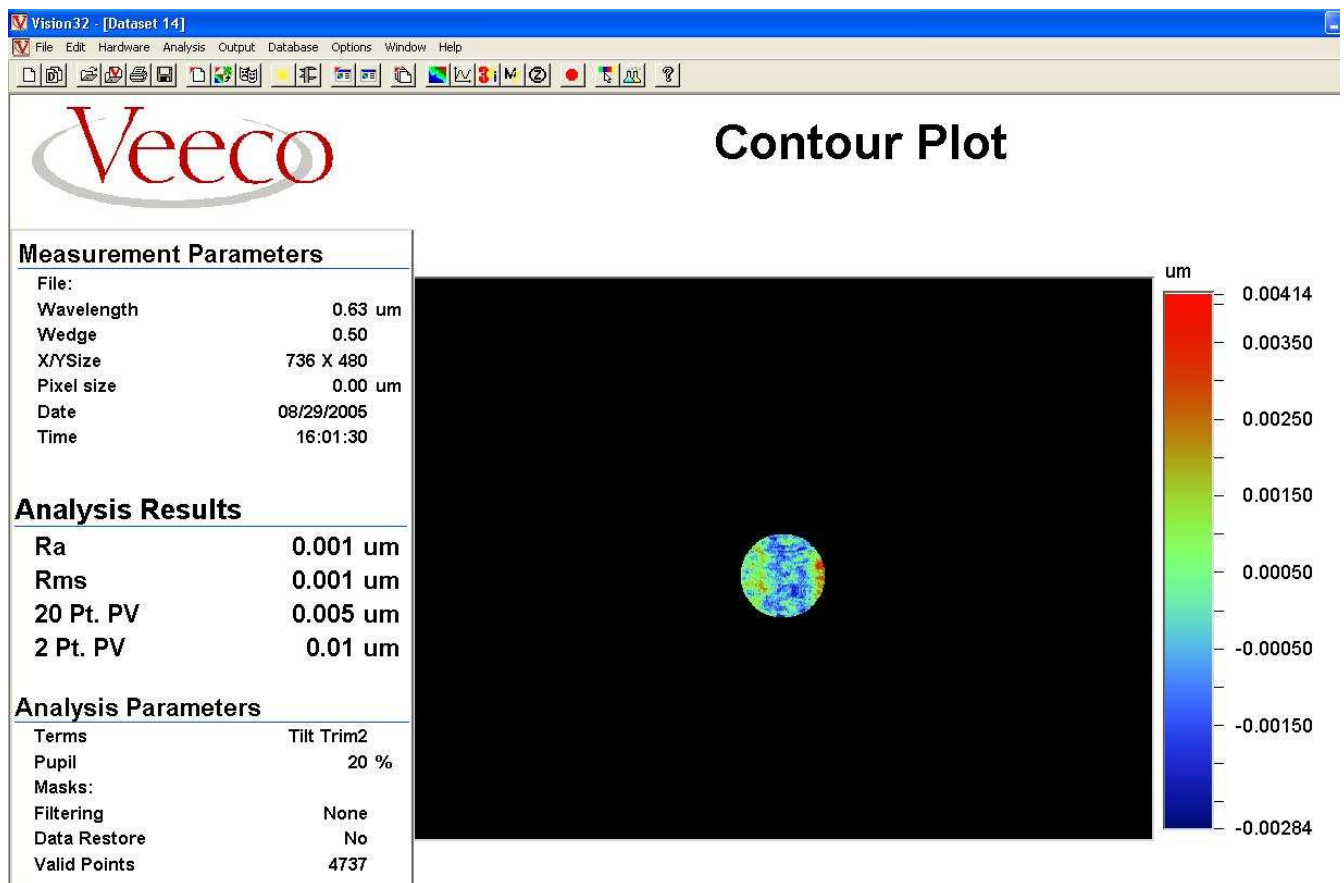 Vision32 - [Dataset 14]
File Edit Hardware Analysis Output Database Options Window Help
Veeco
Contour Plot
Measurement Parameters
File:
Wavelength 0.63 um
Wedge 0.50
X/YSize 736 X 480
Pixel size 0.00 um
Date 08/29/2005
Time 16:01:30
Analysis Results
Ra 0.001 um
Rms 0.001 um
20 Pt. PV 0.005 um
2 Pt. PV 0.01 um
Analysis Parameters
Terms Tilt Trim2
Pupil 20 %
Masks:
Filtering None
Data Restore No
Valid Points 4737
um
0.00414
0.00350
0.00250
0.00150
0.00050
-0.00050
-0.00150
-0.00284